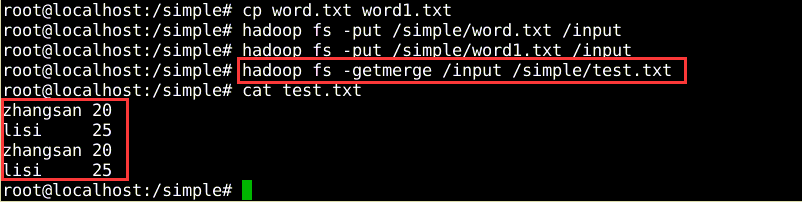 root@localhost:/simple# cp word.txt word1.txt
root@localhost:/simple# hadoop fs -put /simple/word.txt /input
root@localhost:/simple# hadoop fs -put /simple/word1.txt /input
root@localhost:/simple# hadoop fs -getmerge /input /simple/test.txt
root@localhost:/simple# cat test.txt
zhangsan 20
lisi     25
zhangsan 20
lisi     25
root@localhost:/simple#